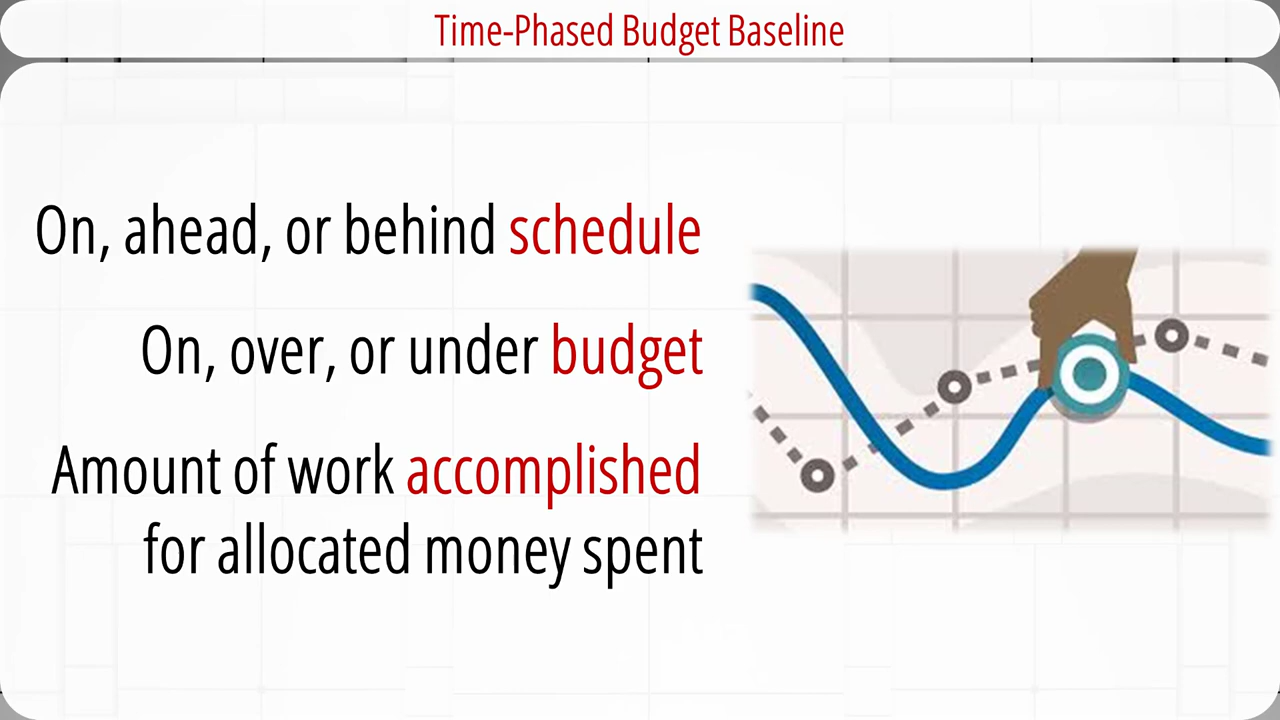 Time-Phased Budget Baseline
On, ahead, or behind schedule
On, over, or under budget
Amount of work accomplished
for allocated money spent